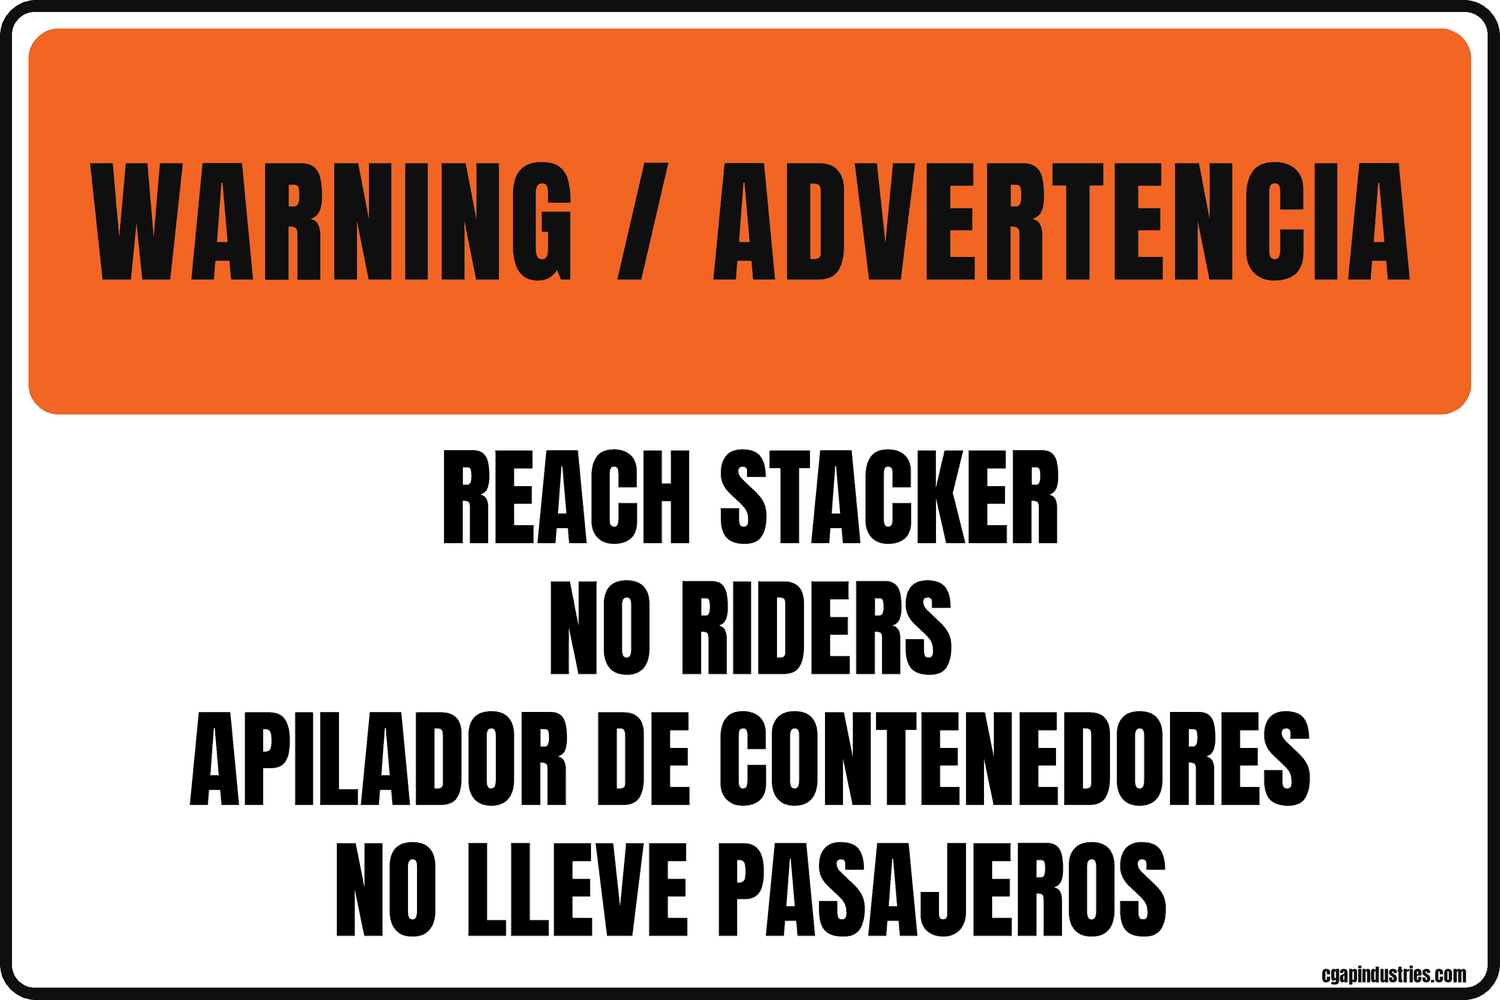 WARNING / ADVERTENCIA
REACH STACKER
NO RIDERS
APILADOR DE CONTENEDORES
NO LLEVE PASAJEROS
cgapindustries.com